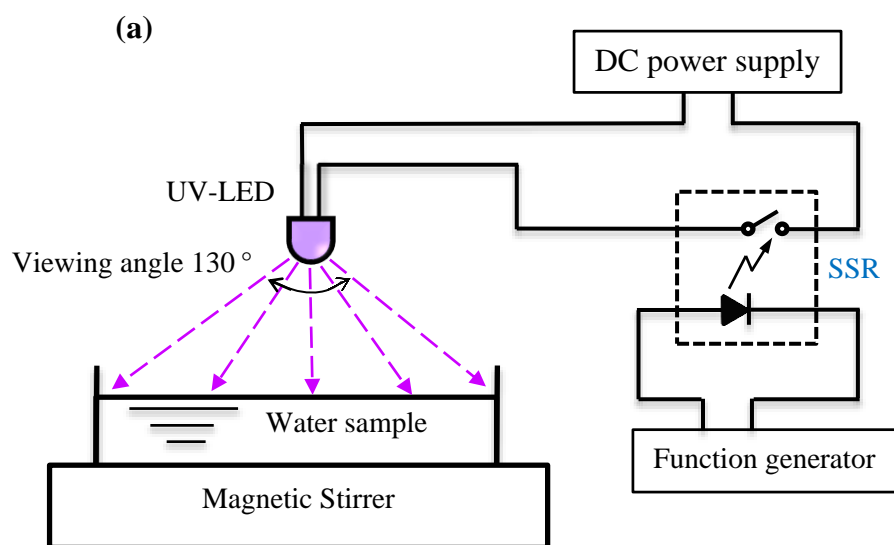 (a)
DC power supply
UV-LED
Viewing angle 130 °
SSR
Water sample
Function generator
Magnetic Stirrer